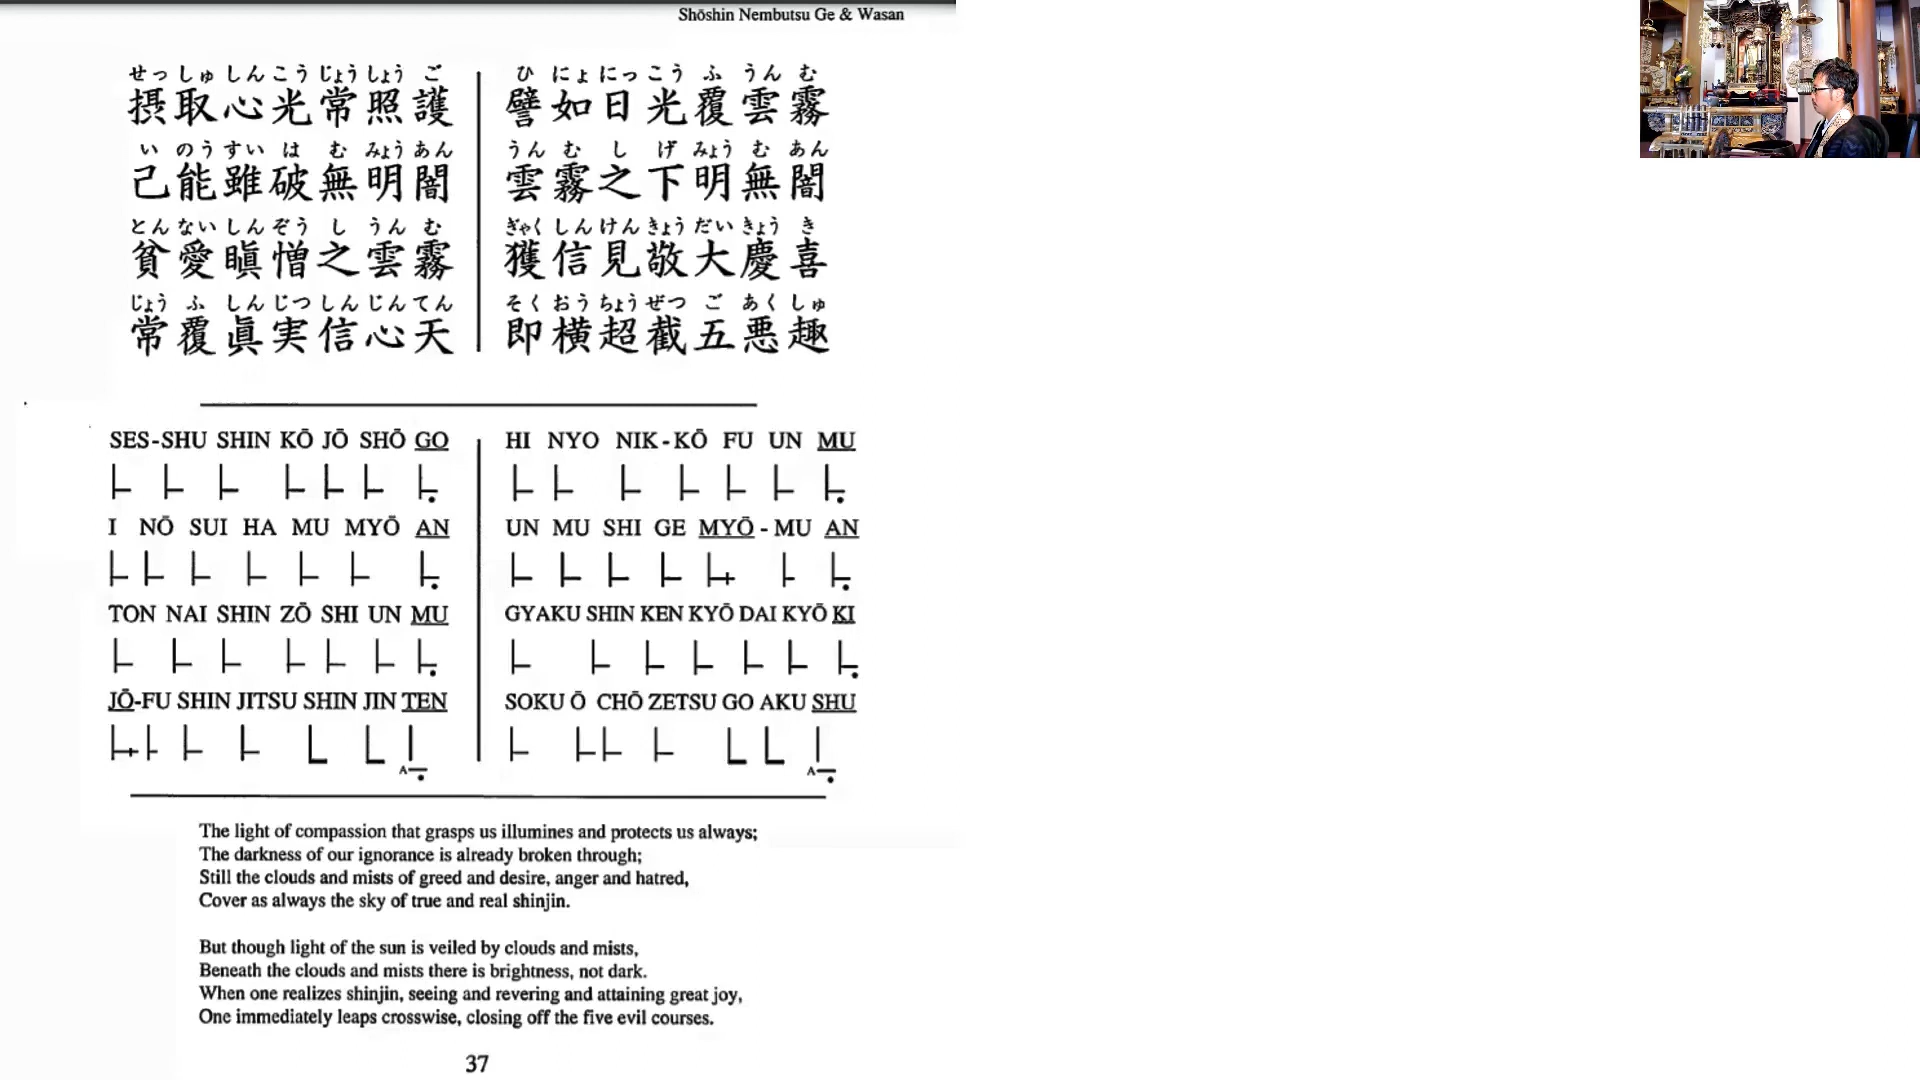 Shōshin Nembutsu Ge & Wasan
せっ しゅ しん こう じょう しょう ご
摂取心光常照護
い のう すい は む みょう あん
己能雖破無明闇
とん ない しん ぞう し うん む
貧愛瞋憎之雲霧
じょう ふ しん じつ しん じん てん
常覆眞実信心天
ひ にょ にっ こう ふ うん む
譬如日光覆雲霧
うん む し げ みょう む あん
雲霧之下明無闇
ぎゃく しん けん きょう だい きょう き
獲信見敬大慶喜
そく おう ちょう ぜつ ご あく しゅ
即横超截五悪趣
SES-SHU SHIN KŌ JŌ SHŌ GO
I NŌ SUI HA MU MYŌ AN
TON NAI SHIN ZŌ SHI UN MU
JŌ-FU SHIN JITSU SHIN JIN TEN
A
HI NYO NIK-KŌ FU UN MU
UN MU SHI GE MYŌ-MU AN
GYAKU SHIN KEN KYŌ DAI KYŌ KI
SOKU Ō CHŌ ZETSU GO AKU SHU
A
The light of compassion that grasps us illumines and protects us always;
The darkness of our ignorance is already broken through;
Still the clouds and mists of greed and desire, anger and hatred,
Cover as always the sky of true and real shinjin.
But though light of the sun is veiled by clouds and mists,
Beneath the clouds and mists there is brightness, not dark.
When one realizes shinjin, seeing and revering and attaining great joy,
One immediately leaps crosswise, closing off the five evil courses.
37